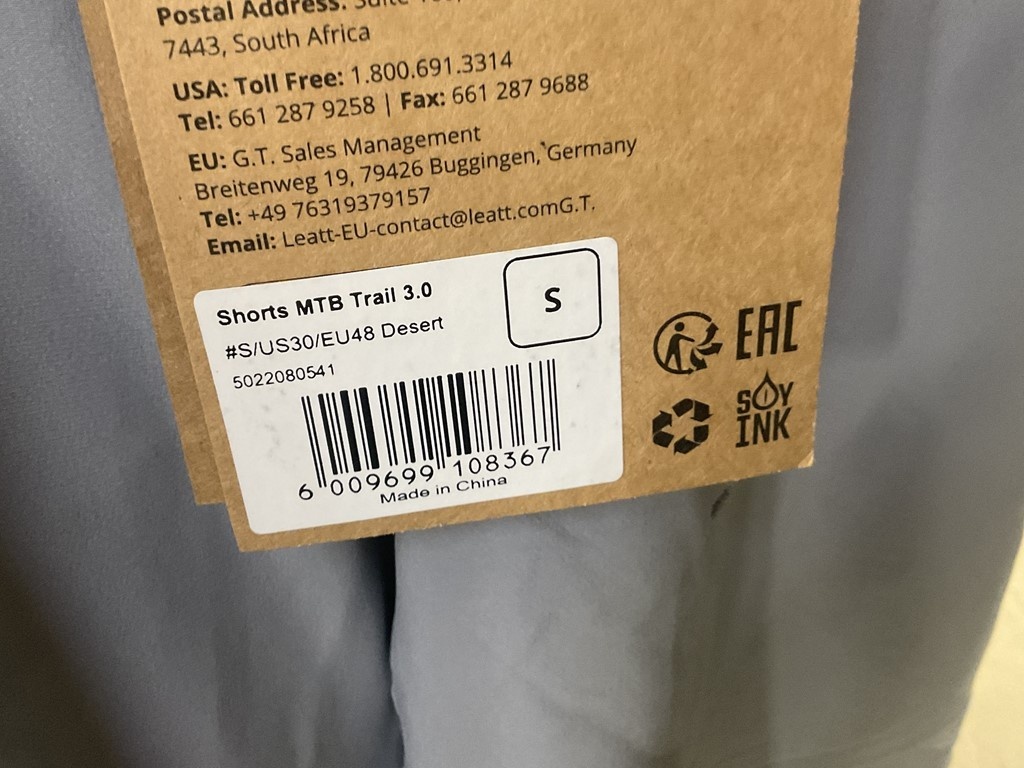 Postal Address:
7443, South Africa
USA: Toll Free: 1.800.691.3314
Tel: 661 287 9258 | Fax: 661 287 9688
EU: G.T. Sales Management
Breitenweg 19, 79426 Buggingen, Germany
Tel: +49 76319379157
Email: Leatt-EU-contact@leatt.comG.T.
Shorts MTB Trail 3.0
S
#S/US30/EU48 Desert
5022080541
6 009699 108367
Made in China
EAC
SOY
INK